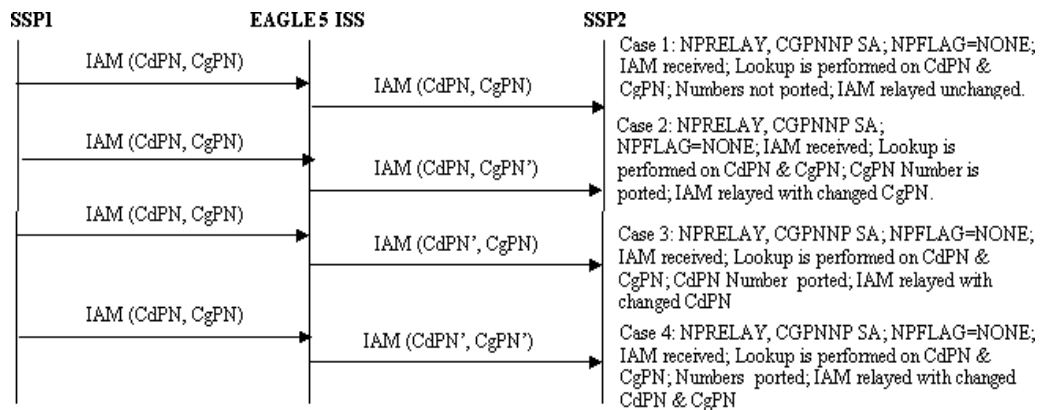 SSP1 EAGLE 5 ISS SSP2
IAM (CdPN, CgPN)
IAM (CdPN, CgPN)
Case 1: NPRELAY, CGPNNP SA; NPFLAG=NONE;
IAM received; Lookup is performed on CdPN &
CgPN; Numbers not ported; IAM relayed unchanged.
IAM (CdPN, CgPN)
IAM (CdPN, CgPN’)
Case 2: NPRELAY, CGPNNP SA;
NPFLAG=NONE; IAM received; Lookup is
performed on CdPN & CgPN; CgPN Number is
ported; IAM relayed with changed CgPN.
IAM (CdPN, CgPN)
IAM (CdPN’, CgPN)
Case 3: NPRELAY, CGPNNP SA; NPFLAG=NONE;
IAM received; Lookup is performed on CdPN &
CgPN; CdPN Number ported; IAM relayed with
changed CdPN
IAM (CdPN, CgPN)
IAM (CdPN’, CgPN’)
Case 4: NPRELAY, CGPNNP SA; NPFLAG=NONE;
IAM received; Lookup is performed on CdPN &
CgPN; Numbers ported; IAM relayed with changed
CdPN & CgPN